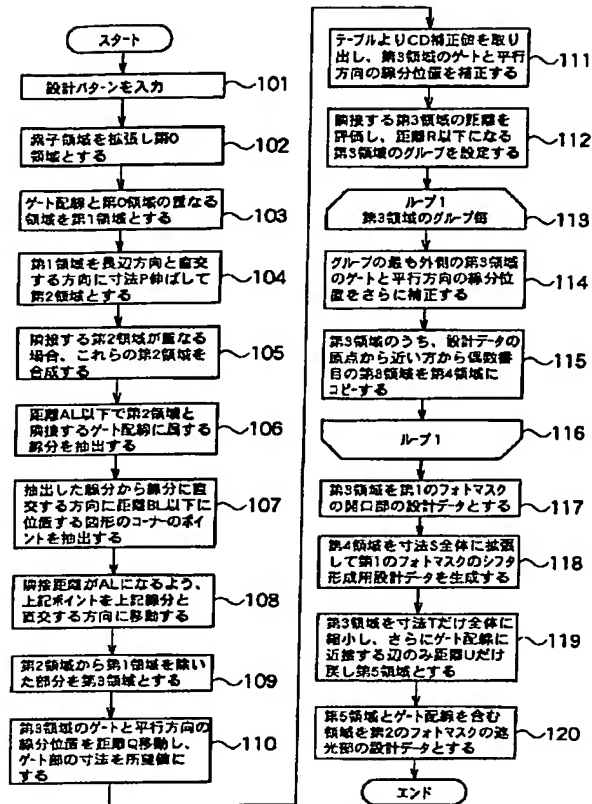 スタート
設計パターンを入力
101
素子領域を拡張し第0
領域とする
102
ゲート配線と第0領域の重なる
領域を第1領域とする
103
第1領域を長辺方向と直交
する方向に寸法P伸ばして
第2領域とする
104
隣接する第2領域が重なる
場合、これらの第2領域を
合成する
105
距離AL以下で第2領域と
隣接するゲート配線に属する
線分を抽出する
106
抽出した線分から線分に直
交する方向に距離BL以下に
位置する図形のコーナーのポイ
ントを抽出する
107
隣接距離がALになるよう、
上記ポイントを上記線分と
直交する方向に移動する
108
第2領域から第1領域を除い
た部分を第3領域とする
109
第3領域のゲートと平行方向の
線分位置を距離Q移動し、
ゲート部の寸法を所望値に
する
110
テーブルよりCD補正値を取り
出し、第3領域のゲートと平行
方向の線分位値を補正する
111
隣接する第3領域の距離を
評価し、距離R以下になる
第3領域のグループを設定する
112
ループ1
第3領域のグループ毎
113
グループの最も外側の第3領域
のゲートと平行方向の線分位
置をさらに補正する
114
第3領域のうち、設計データの
原点から近い方から偶数番
目の第3領域を第4領域に
コピーする
115
ループ1
116
第3領域を第1のフォトマスク
の開口部の設計データとする
117
第4領域を寸法S全体に拡張
して第1のフォトマスクのシフタ
形成用設計データを生成する
118
第3領域を寸法Tだけ全体に
縮小し、さらにゲート配線に
近接する辺のみ距離Uだけ
戻し第5領域とする
119
第5領域とゲート配線を含む
領域を第2のフォトマスクの遮
光部の設計データとする
120
エンド